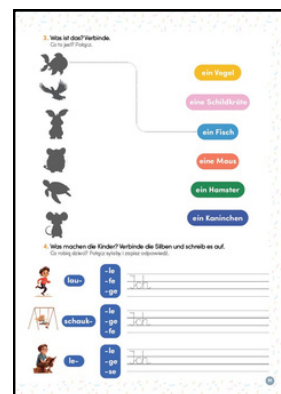 3. Was ist das? Verbinde.
Co to jest? Połącz.
ein Vogel
eine Schildkröte
ein Fisch
eine Maus
ein Hamster
ein Kaninchen
4. Was machen die Kinder? Verbinde die Silben und schreib es auf.
Co robią dzieci? Połącz sylaby i zapisz odpowiedzi.
lau-
-le
-fe
-ge
Ich
schauk-
-le
-ge
-fe
Ich
le-
-le
-ge
-se
Ich